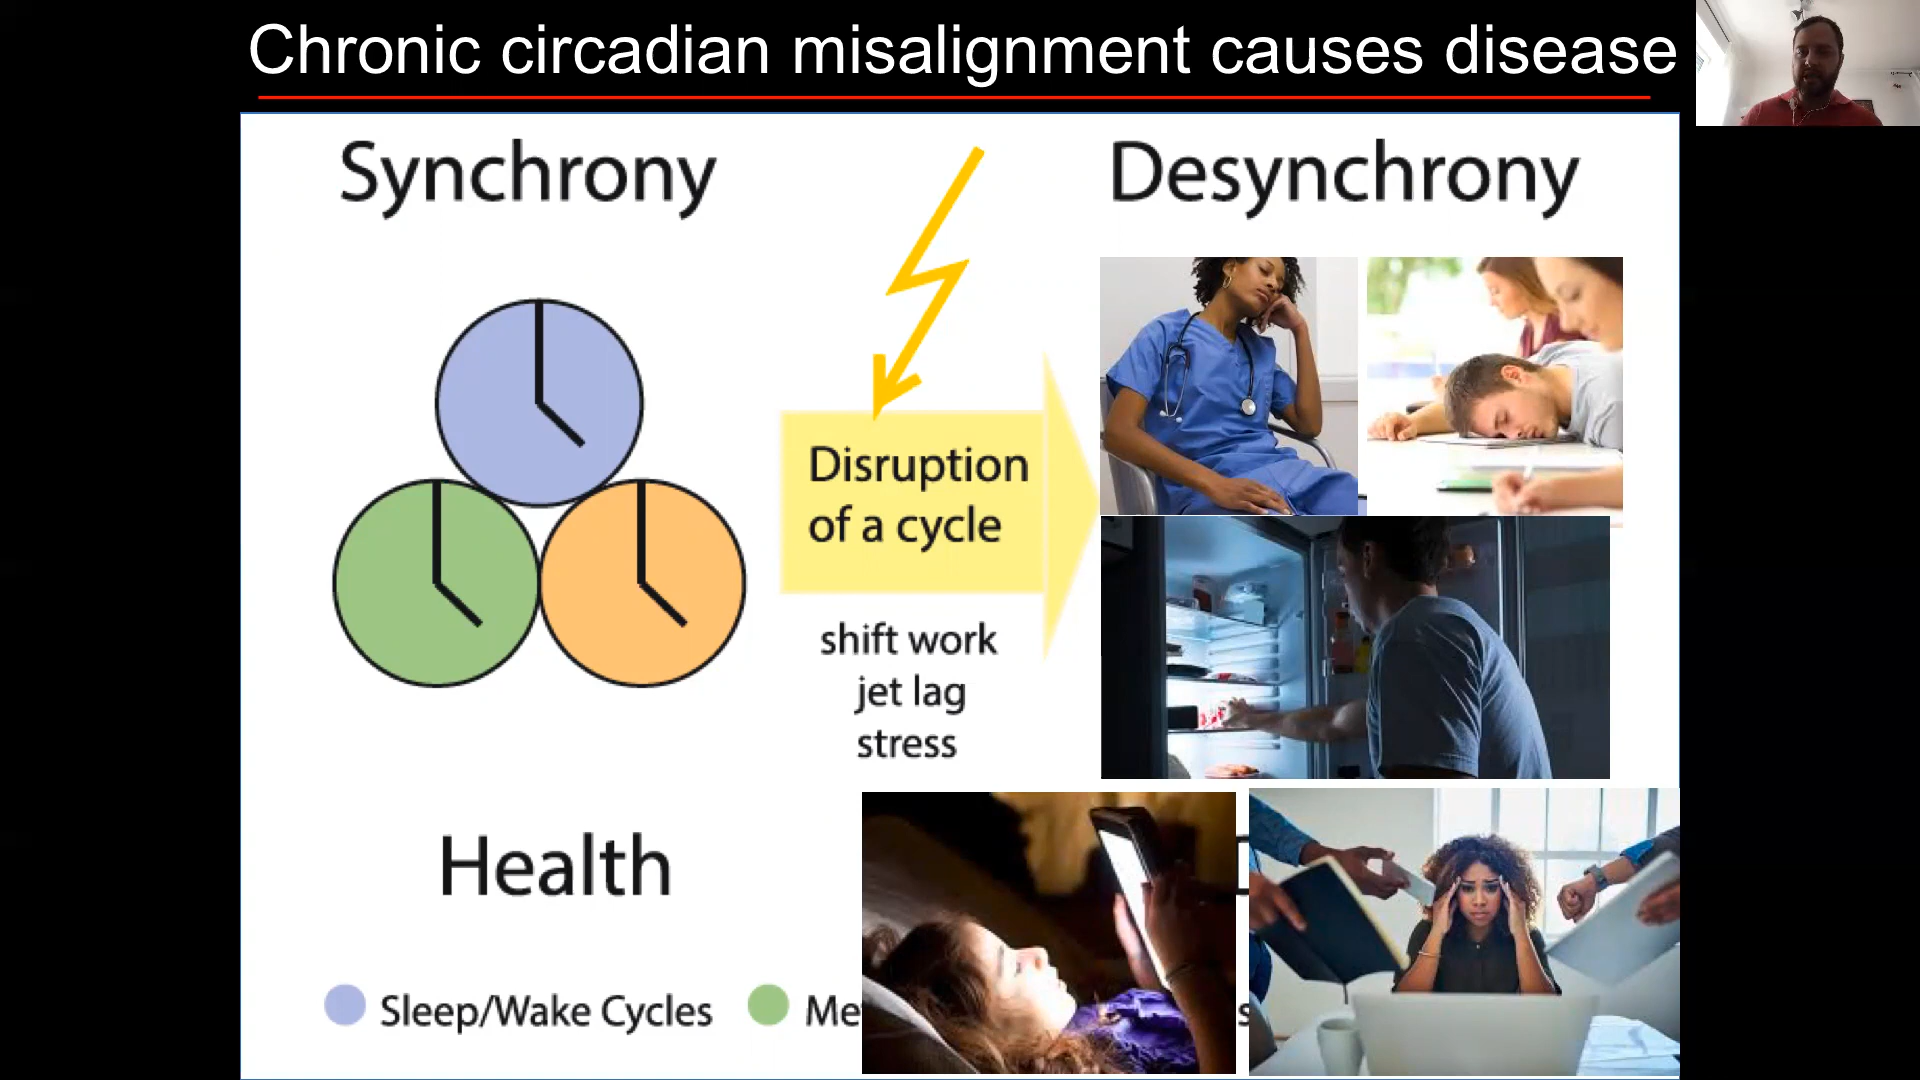 Chronic circadian misalignment causes disease
Synchrony
Desynchrony
Disruption
of a cycle
shift work
jet lag
stress
Health
Sleep/Wake Cycles